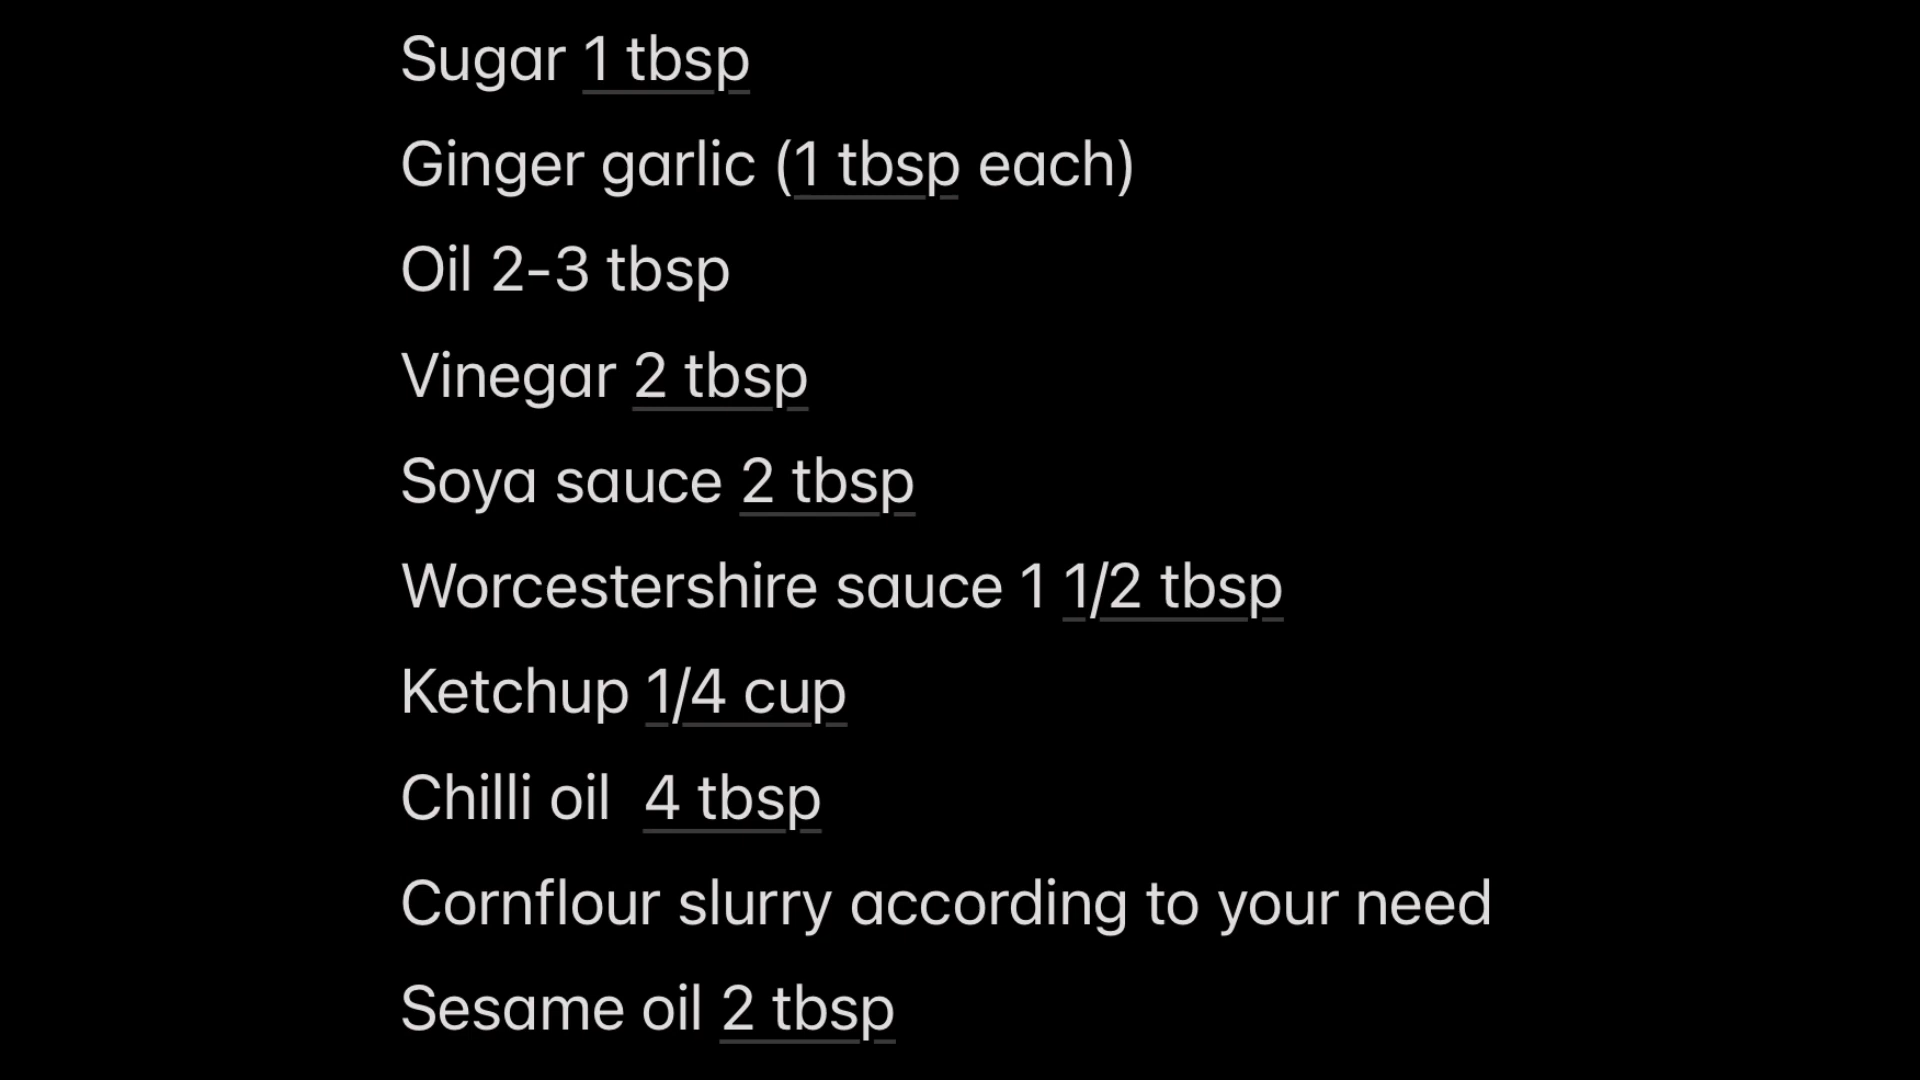 Sugar 1 tbsp
Ginger garlic (1 tbsp each)
Oil 2-3 tbsp
Vinegar 2 tbsp
Soya sauce 2 tbsp
Worcestershire sauce 1 1/2 tbsp
Ketchup 1/4 cup
Chilli oil  4 tbsp
Cornflour slurry according to your need
Sesame oil 2 tbsp